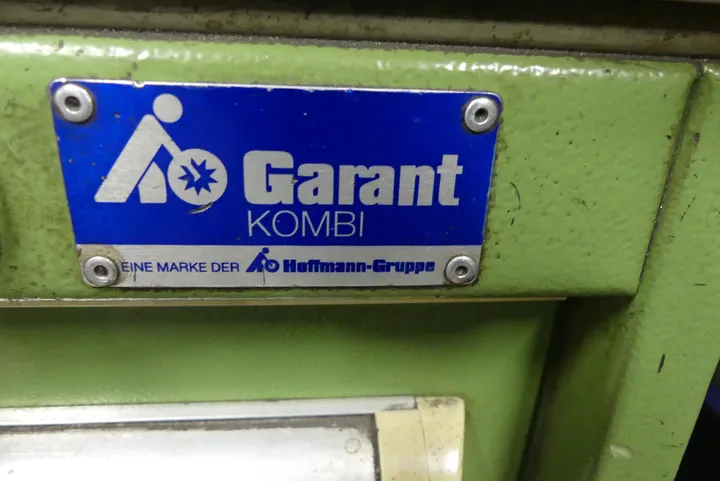 Garant
KOMBI
EINE MARKE DER Hoffmann-Gruppe